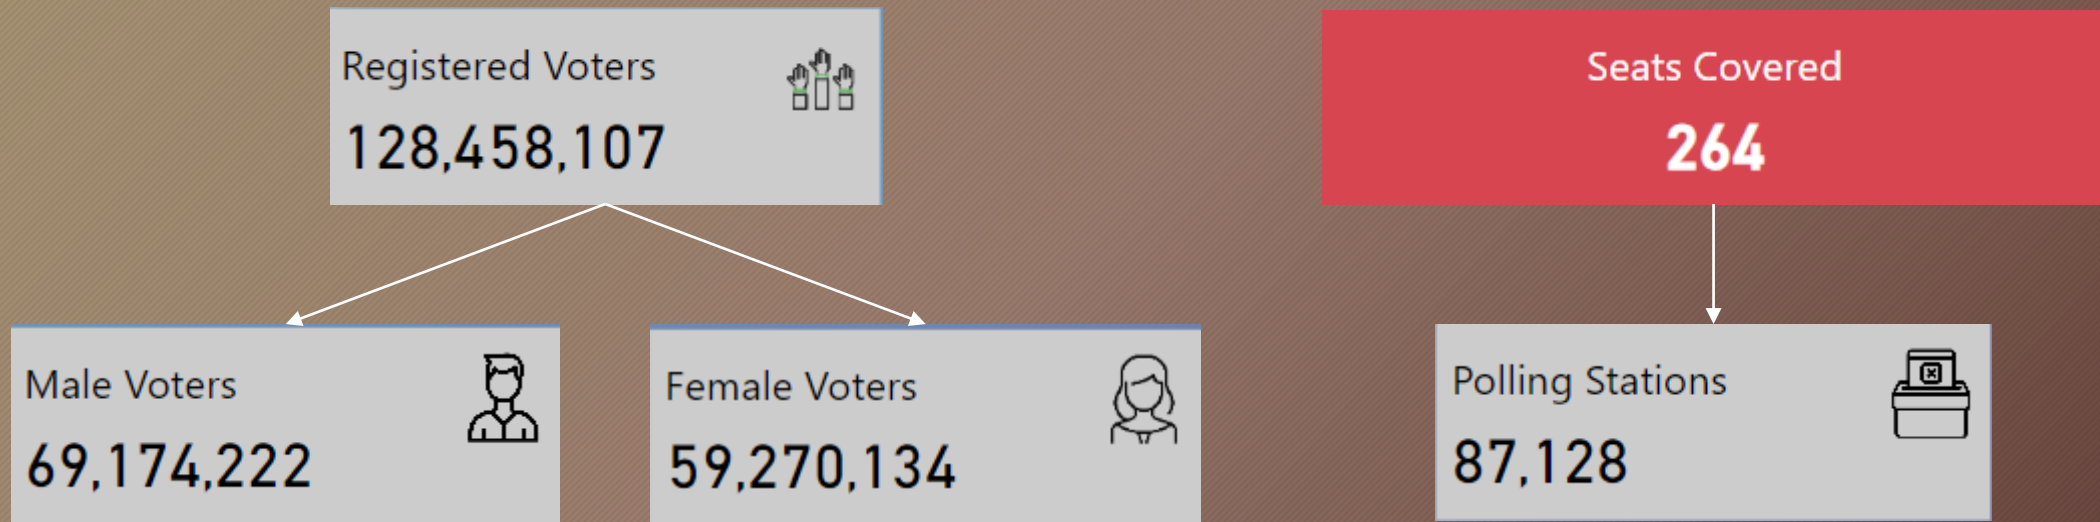 Registered Voters
128,458,107
Seats Covered
264
Male Voters
69,174,222
Female Voters
59,270,134
Polling Stations
87,128